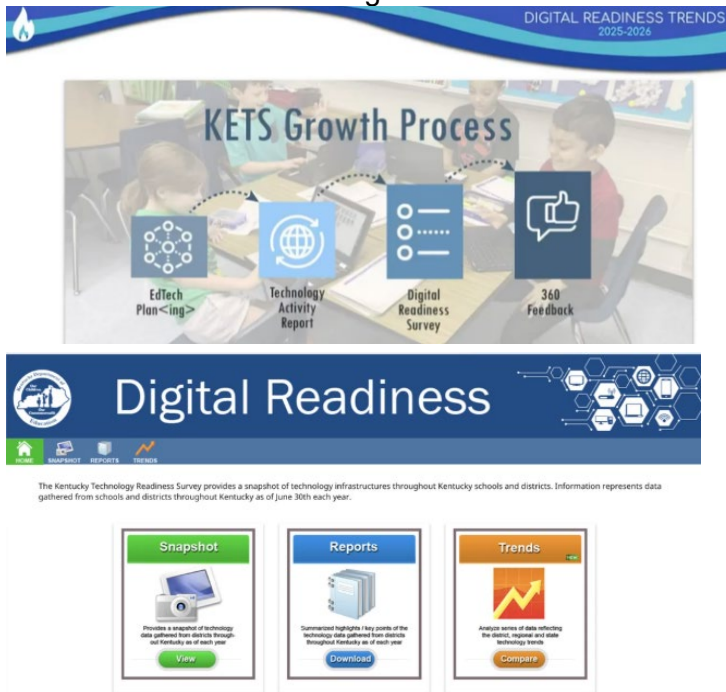 DIGITAL READINESS TRENDS
2025-2026
KETS Growth Process
EdTech
Plan<ing>
Technology
Activity
Report
Digital
Readiness
Survey
360
Feedback
Digital Readiness
HOME SNAPSHOT REPORTS TRENDS
The Kentucky Technology Readiness Survey provides a snapshot of technology infrastructures throughout Kentucky schools and districts. Information represents data
gathered from schools and districts throughout Kentucky as of June 30th each year.
Snapshot
Provides a snapshot of technology
data gathered from districts through-
out Kentucky as of each year
View
Reports
Summarized highlights / key points of the
technology data gathered from districts
throughout Kentucky as of each year
Download
Trends
Analyze series of data reflecting
the district, regional and state
technology trends
Compare